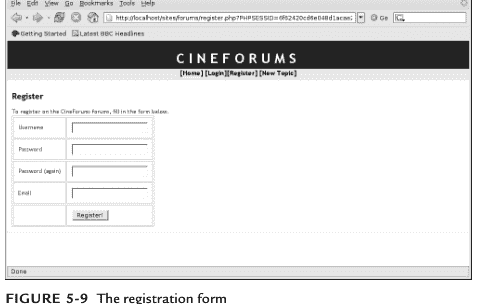 File Edit View Go Bookmarks Tools Help
http://localhost/sites/forums/register.php?PHPSESSID=6f82420cd6e048d1acaa Go
Getting Started Latest BBC Headlines
CINEFORUMS
[Home] [Login][Register] [New Topic]
Register
To register on the CineForums forums, fill in the form below.
Username
Password
Password (again)
Email
Register!
Done
FIGURE 5-9 The registration form